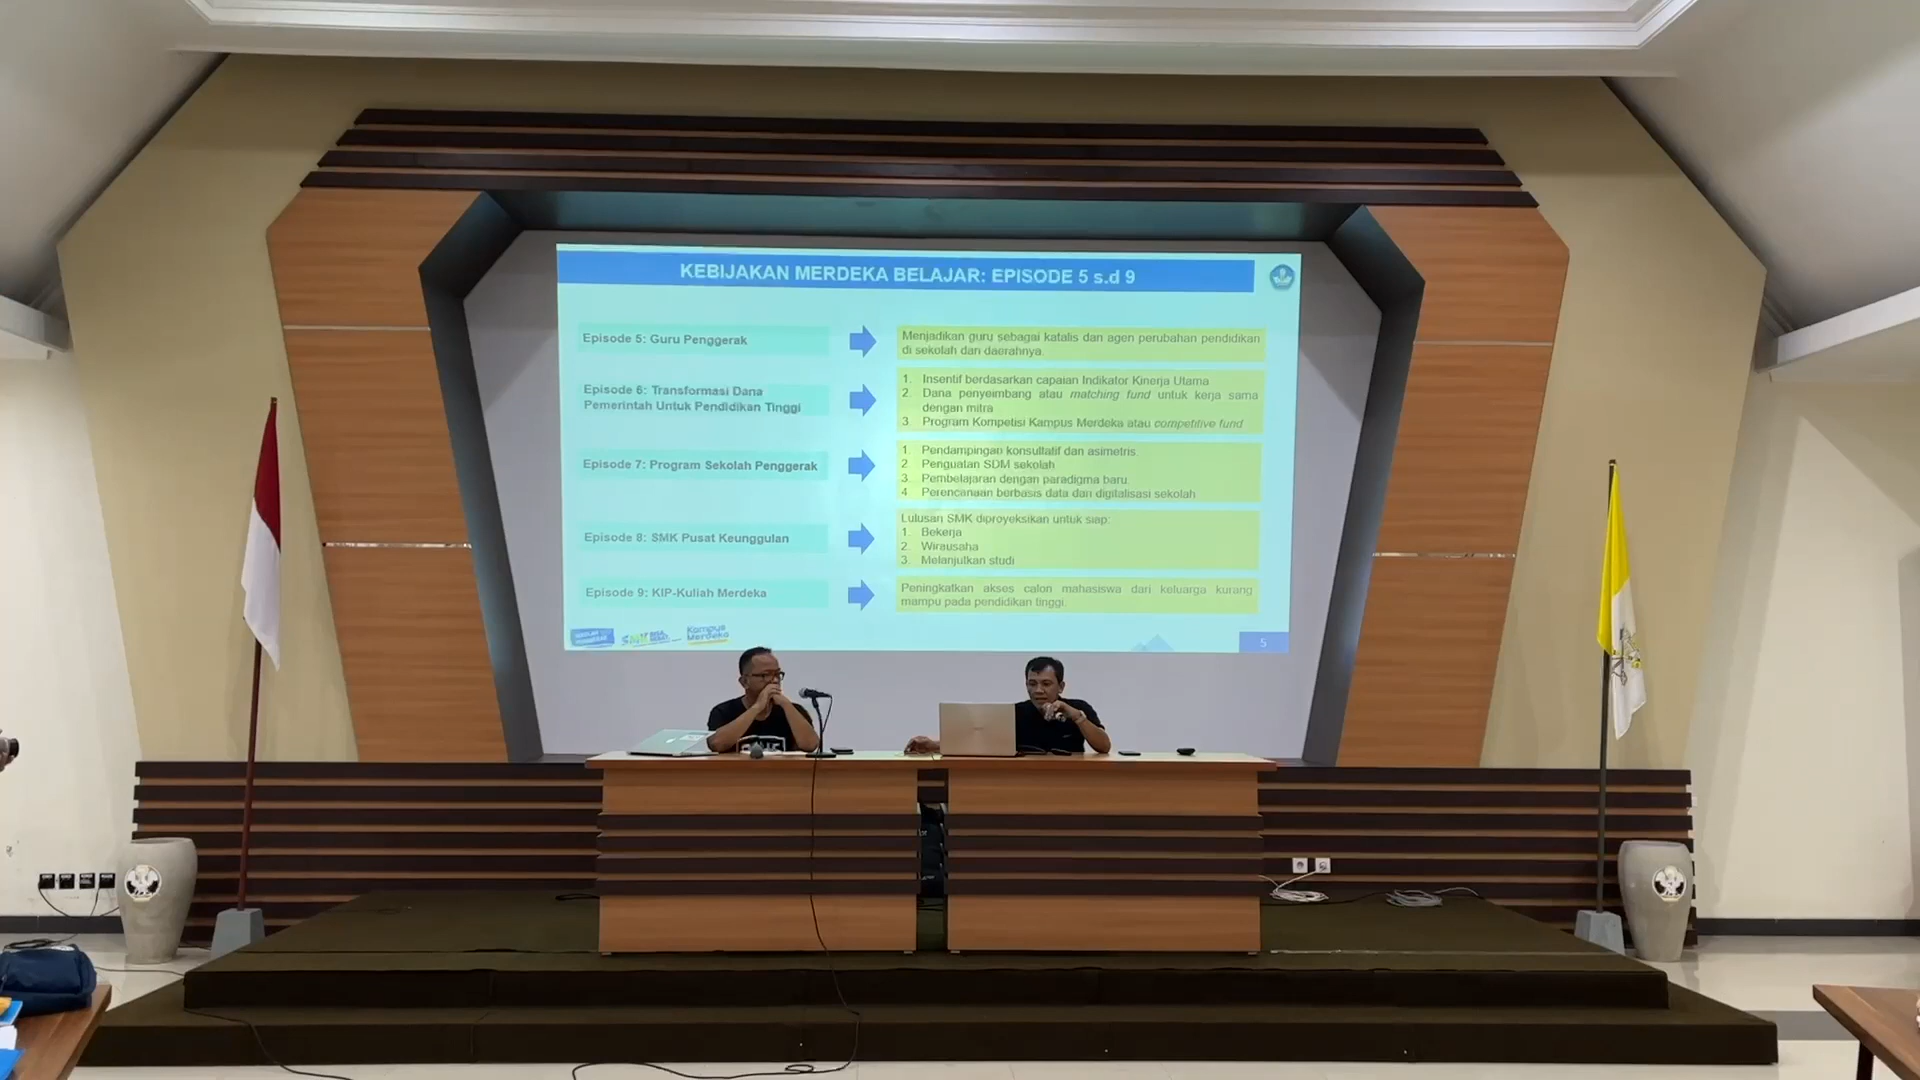 KEBIJAKAN MERDEKA BELAJAR: EPISODE 5 s.d 9
Episode 5: Guru Penggerak
Menjadikan guru sebagai katalis dan agen perubahan pendidikan
di sekolah dan daerahnya.
Episode 6: Transformasi Dana
Pemerintah Untuk Pendidikan Tinggi
1. Insentif berdasarkan capaian Indikator Kinerja Utama
2. Dana penyeimbang atau matching fund untuk kerja sama
dengan mitra
3. Program Kompetisi Kampus Merdeka atau competitive fund
Episode 7: Program Sekolah Penggerak
1. Pendampingan konsultatif dan asimetris.
2. Penguatan SDM sekolah
3. Pembelajaran dengan paradigma baru.
4. Perencanaan berbasis data dan digitalisasi sekolah
Episode 8: SMK Pusat Keunggulan
Lulusan SMK diproyeksikan untuk siap:
1. Bekerja
2. Wirausaha
3. Melanjutkan studi
Episode 9: KIP-Kuliah Merdeka
Peningkatkan akses calon mahasiswa dari keluarga kurang
mampu pada pendidikan tinggi.
Kampus
Merdeka
5